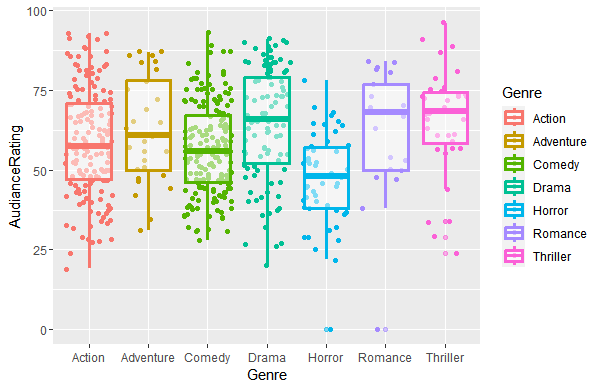 100
75
50
25
0
AudianceRating
Action Adventure Comedy Drama Horror Romance Thriller
Genre
Genre
Action
Adventure
Comedy
Drama
Horror
Romance
Thriller